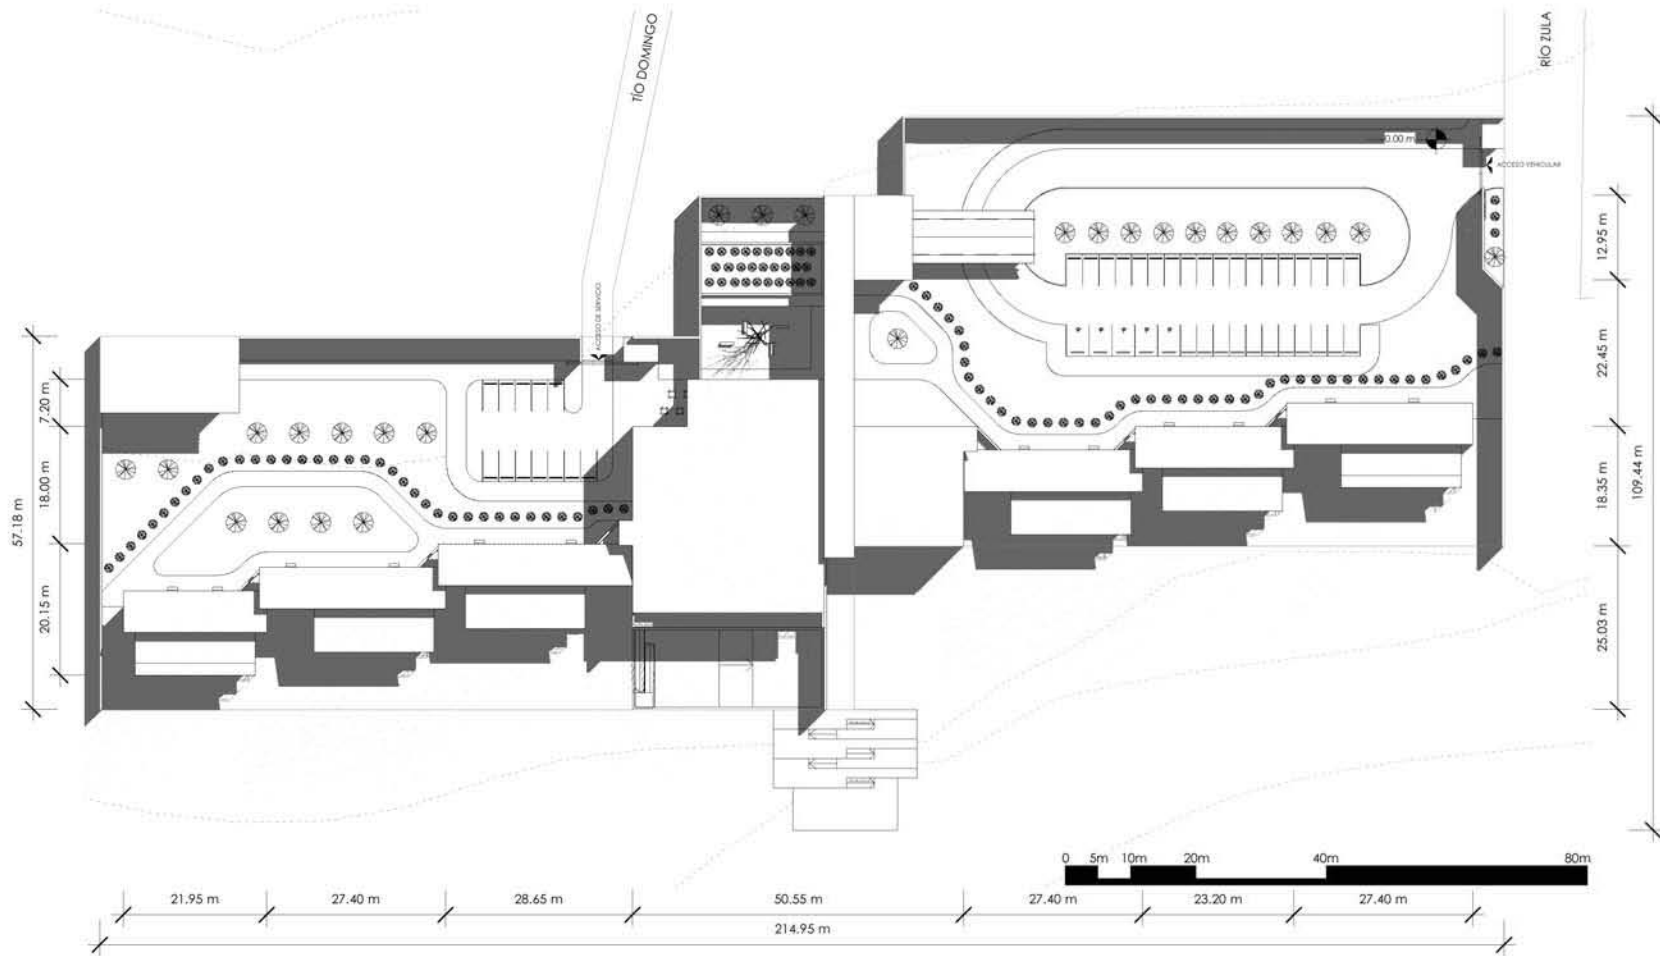 TÍO DOMINGO
RÍO ZULA
0.00 m
ACCESO VEHICULAR
ACCESO DE SERVICIO
12.95 m
22.45 m
18.35 m
25.03 m
109.44 m
7.20 m
18.00 m
20.15 m
57.18 m
0 5m 10m 20m 40m 80m
21.95 m 27.40 m 28.65 m 50.55 m 27.40 m 23.20 m 27.40 m
214.95 m